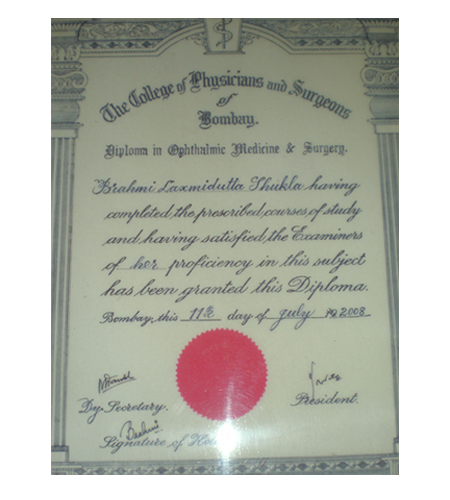 The College of Physicians and Surgeons
of
Bombay.
Diploma in Ophthalmic Medicine & Surgery.
Brahmi Laxmidutta Shukla having
completed the prescribed courses of study
and having satisfied the Examiners
of her proficiency in this subject
has been granted this Diploma.
Bombay, this 11th day of July 2008
Dy. Secretary.
President.
Signature of